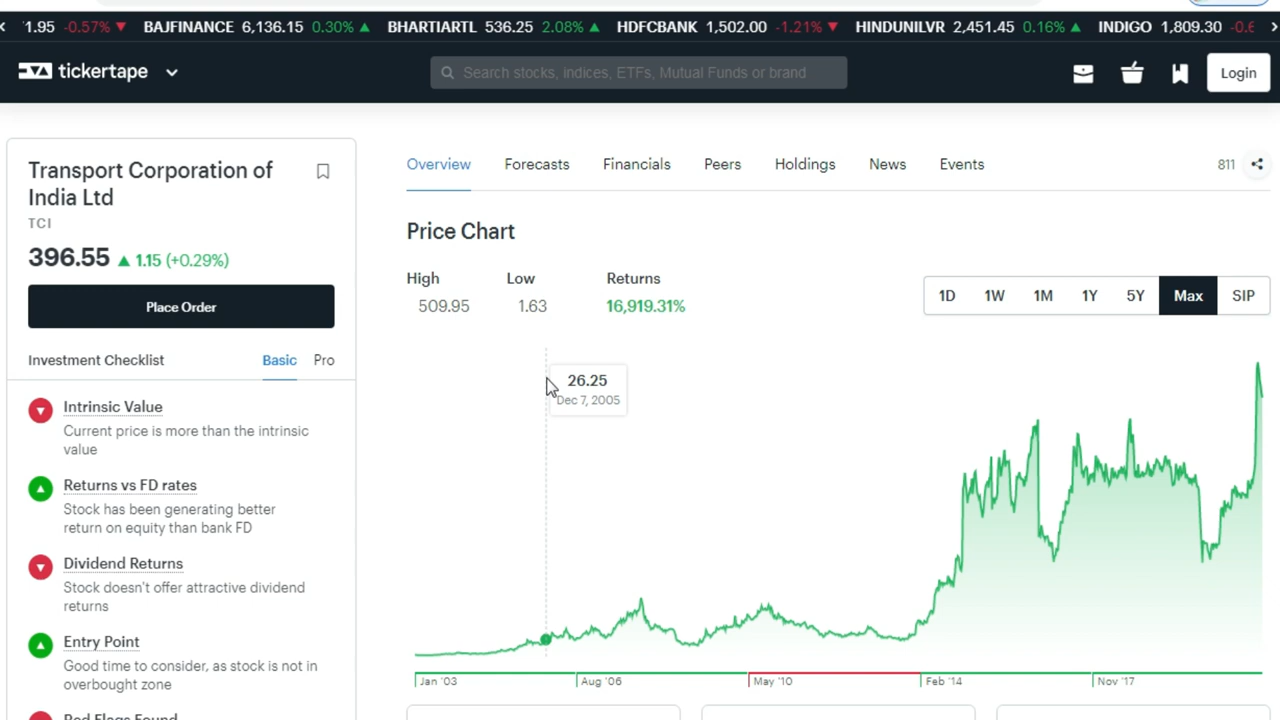 1.95 -0.57% ▼ BAJFINANCE 6,136.15 0.30% ▲ BHARTIARTL 536.25 2.08% ▲ HDFCBANK 1,502.00 -1.21% ▼ HINDUNILVR 2,451.45 0.16% ▲ INDIGO 1,809.30 -0.6
tickertape
Search stocks, indices, ETFs, Mutual Funds or brand
Login
Transport Corporation of
India Ltd
TCI
396.55 ▲ 1.15 (+0.29%)
Place Order
Investment Checklist Basic Pro
Intrinsic Value
Current price is more than the intrinsic
value
Returns vs FD rates
Stock has been generating better
return on equity than bank FD
Dividend Returns
Stock doesn't offer attractive dividend
returns
Entry Point
Good time to consider, as stock is not in
overbought zone
Red Flags Found
Overview Forecasts Financials Peers Holdings News Events 811
Price Chart
High Low Returns
509.95 1.63 16,919.31%
1D 1W 1M 1Y 5Y Max SIP
26.25
Dec 7, 2005
Jan '03 Aug '06 May '10 Feb '14 Nov '17